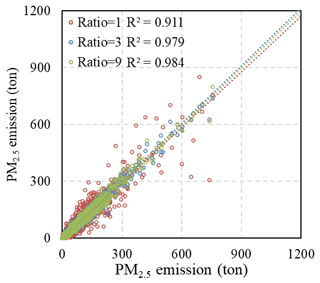 1200
Ratio=1 R² = 0.911
Ratio=3 R² = 0.979
Ratio=9 R² = 0.984
900
600
300
0
PM₂.₅ emission (ton)
0 300 600 900 1200
PM₂.₅ emission (ton)